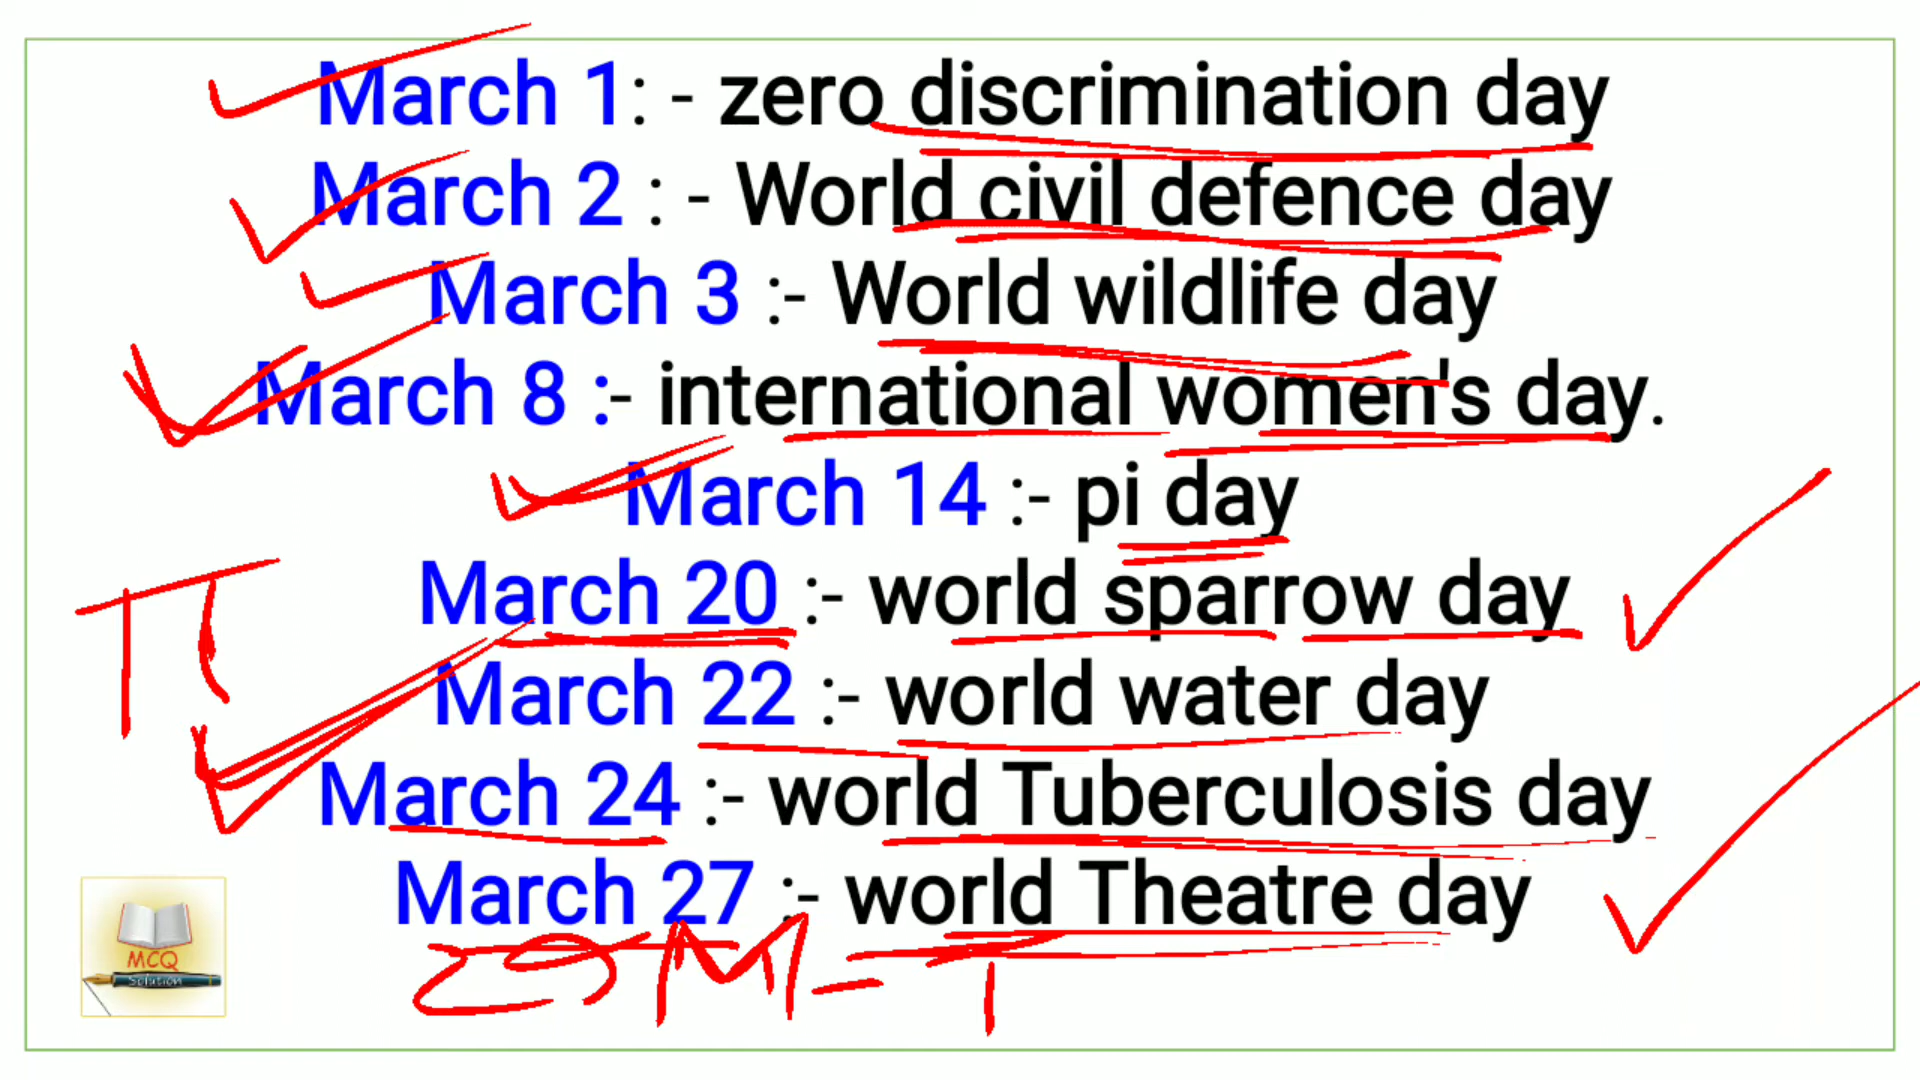 March 1: - zero discrimination day
March 2 : - World civil defence day
March 3 :- World wildlife day
March 8 :- international women's day.
March 14 :- pi day
March 20 :- world sparrow day
π
March 22 :- world water day
March 24 :- world Tuberculosis day
March 27 :- world Theatre day
MCQ
Solution